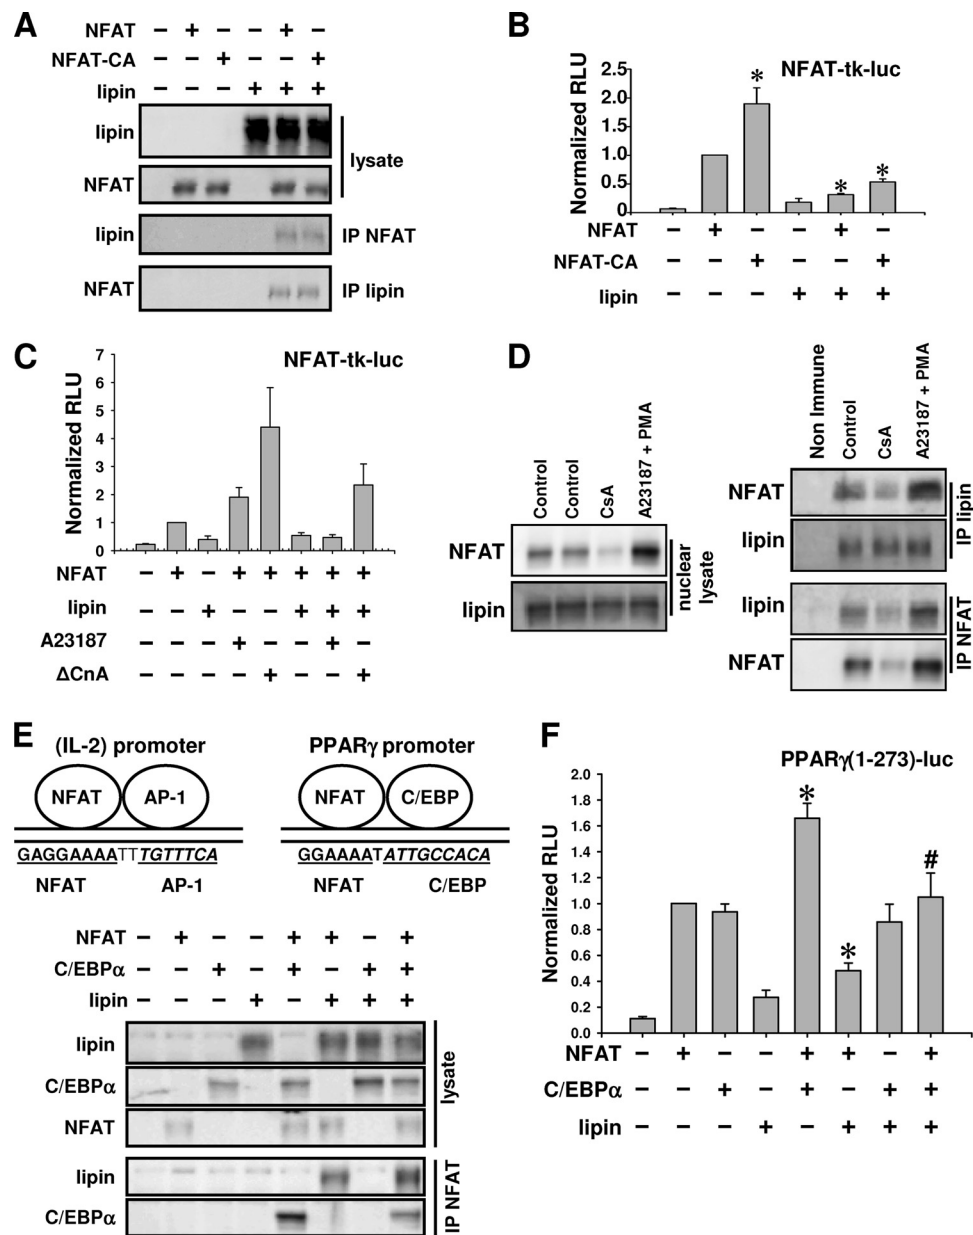 A
NFAT – + – – + –
NFAT-CA – – + – – +
lipin – – – + + +
lipin
NFAT
lysate
lipin IP NFAT
NFAT IP lipin
B
NFAT-tk-luc
Normalized RLU
2.5
2.0
1.5
1.0
0.5
0
* * *
NFAT – + – – + –
NFAT-CA – – + – – +
lipin – – – + + +
C
NFAT-tk-luc
Normalized RLU
7
6
5
4
3
2
1
0
NFAT – + – + + + + +
lipin – – + – – + + +
A23187 – – – + – – + –
ΔCnA – – – – + – – +
D
Control
Control
CsA
A23187 + PMA
NFAT
lipin
nuclear
lysate
Non Immune
Control
CsA
A23187 + PMA
NFAT
lipin
IP lipin
lipin
NFAT
IP NFAT
E
(IL-2) promoter
NFAT AP-1
GAGGAAAATTTGTTTCA
NFAT AP-1
PPARγ promoter
NFAT C/EBP
GGAAAATATTGCCACA
NFAT C/EBP
NFAT – + – – + + – +
C/EBPα – – + – + – + +
lipin – – – + – + + +
lipin
C/EBPα
NFAT
lysate
lipin
C/EBPα
IP NFAT
F
PPARγ(1-273)-luc
Normalized RLU
2.0
1.8
1.6
1.4
1.2
1.0
0.8
0.6
0.4
0.2
0.0
* * #
NFAT – + – – + + – +
C/EBPα – – + – + – + +
lipin – – – + – + + +